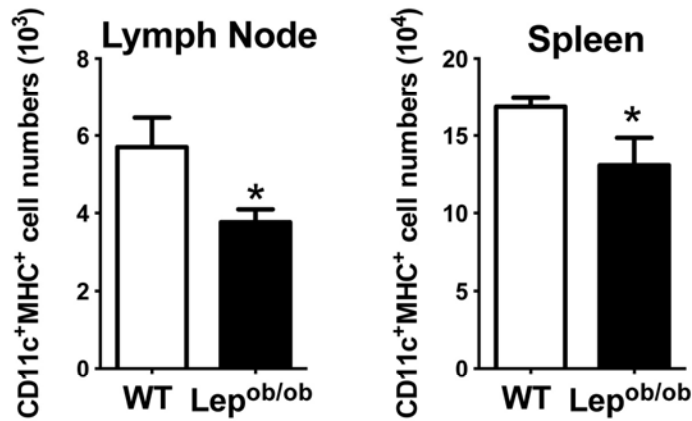 Lymph Node
CD11c⁺MHC⁺ cell numbers (10³)
8
6
4
2
0
*
WT Lepᵒᵇ/ᵒᵇ
Spleen
CD11c⁺MHC⁺ cell numbers (10⁴)
20
15
10
5
0
*
WT Lepᵒᵇ/ᵒᵇ